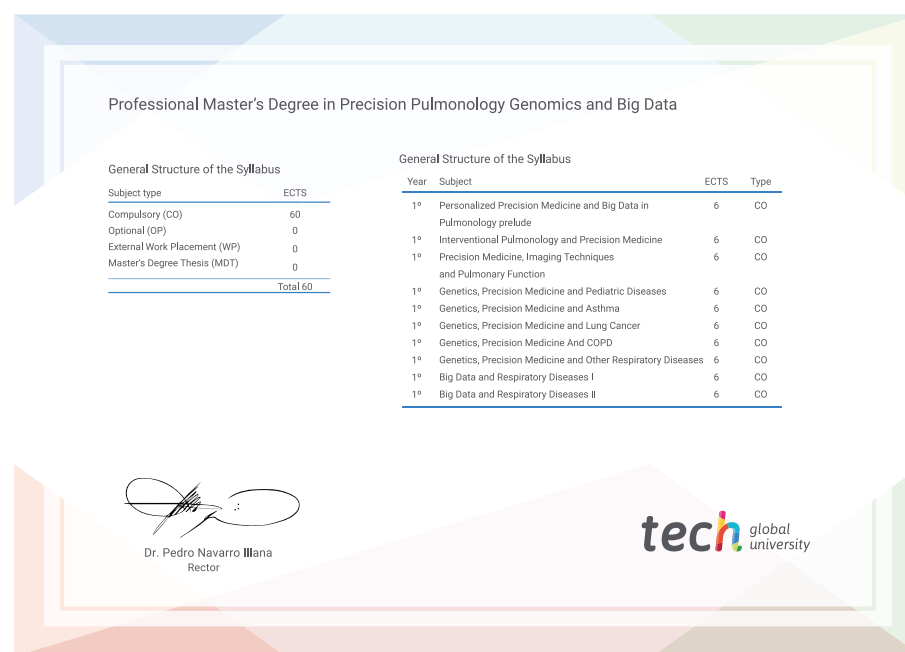 Professional Master's Degree in Precision Pulmonology Genomics and Big Data
General Structure of the Syllabus
Subject type ECTS
Compulsory (CO) 60
Optional (OP) 0
External Work Placement (WP) 0
Master's Degree Thesis (MDT) 0
Total 60
General Structure of the Syllabus
Year Subject ECTS Type
1º Personalized Precision Medicine and Big Data in 6 CO
Pulmonology prelude
1º Interventional Pulmonology and Precision Medicine 6 CO
1º Precision Medicine, Imaging Techniques 6 CO
and Pulmonary Function
1º Genetics, Precision Medicine and Pediatric Diseases 6 CO
1º Genetics, Precision Medicine and Asthma 6 CO
1º Genetics, Precision Medicine and Lung Cancer 6 CO
1º Genetics, Precision Medicine And COPD 6 CO
1º Genetics, Precision Medicine and Other Respiratory Diseases 6 CO
1º Big Data and Respiratory Diseases I 6 CO
1º Big Data and Respiratory Diseases II 6 CO
Dr. Pedro Navarro Illana
Rector
tech global
university